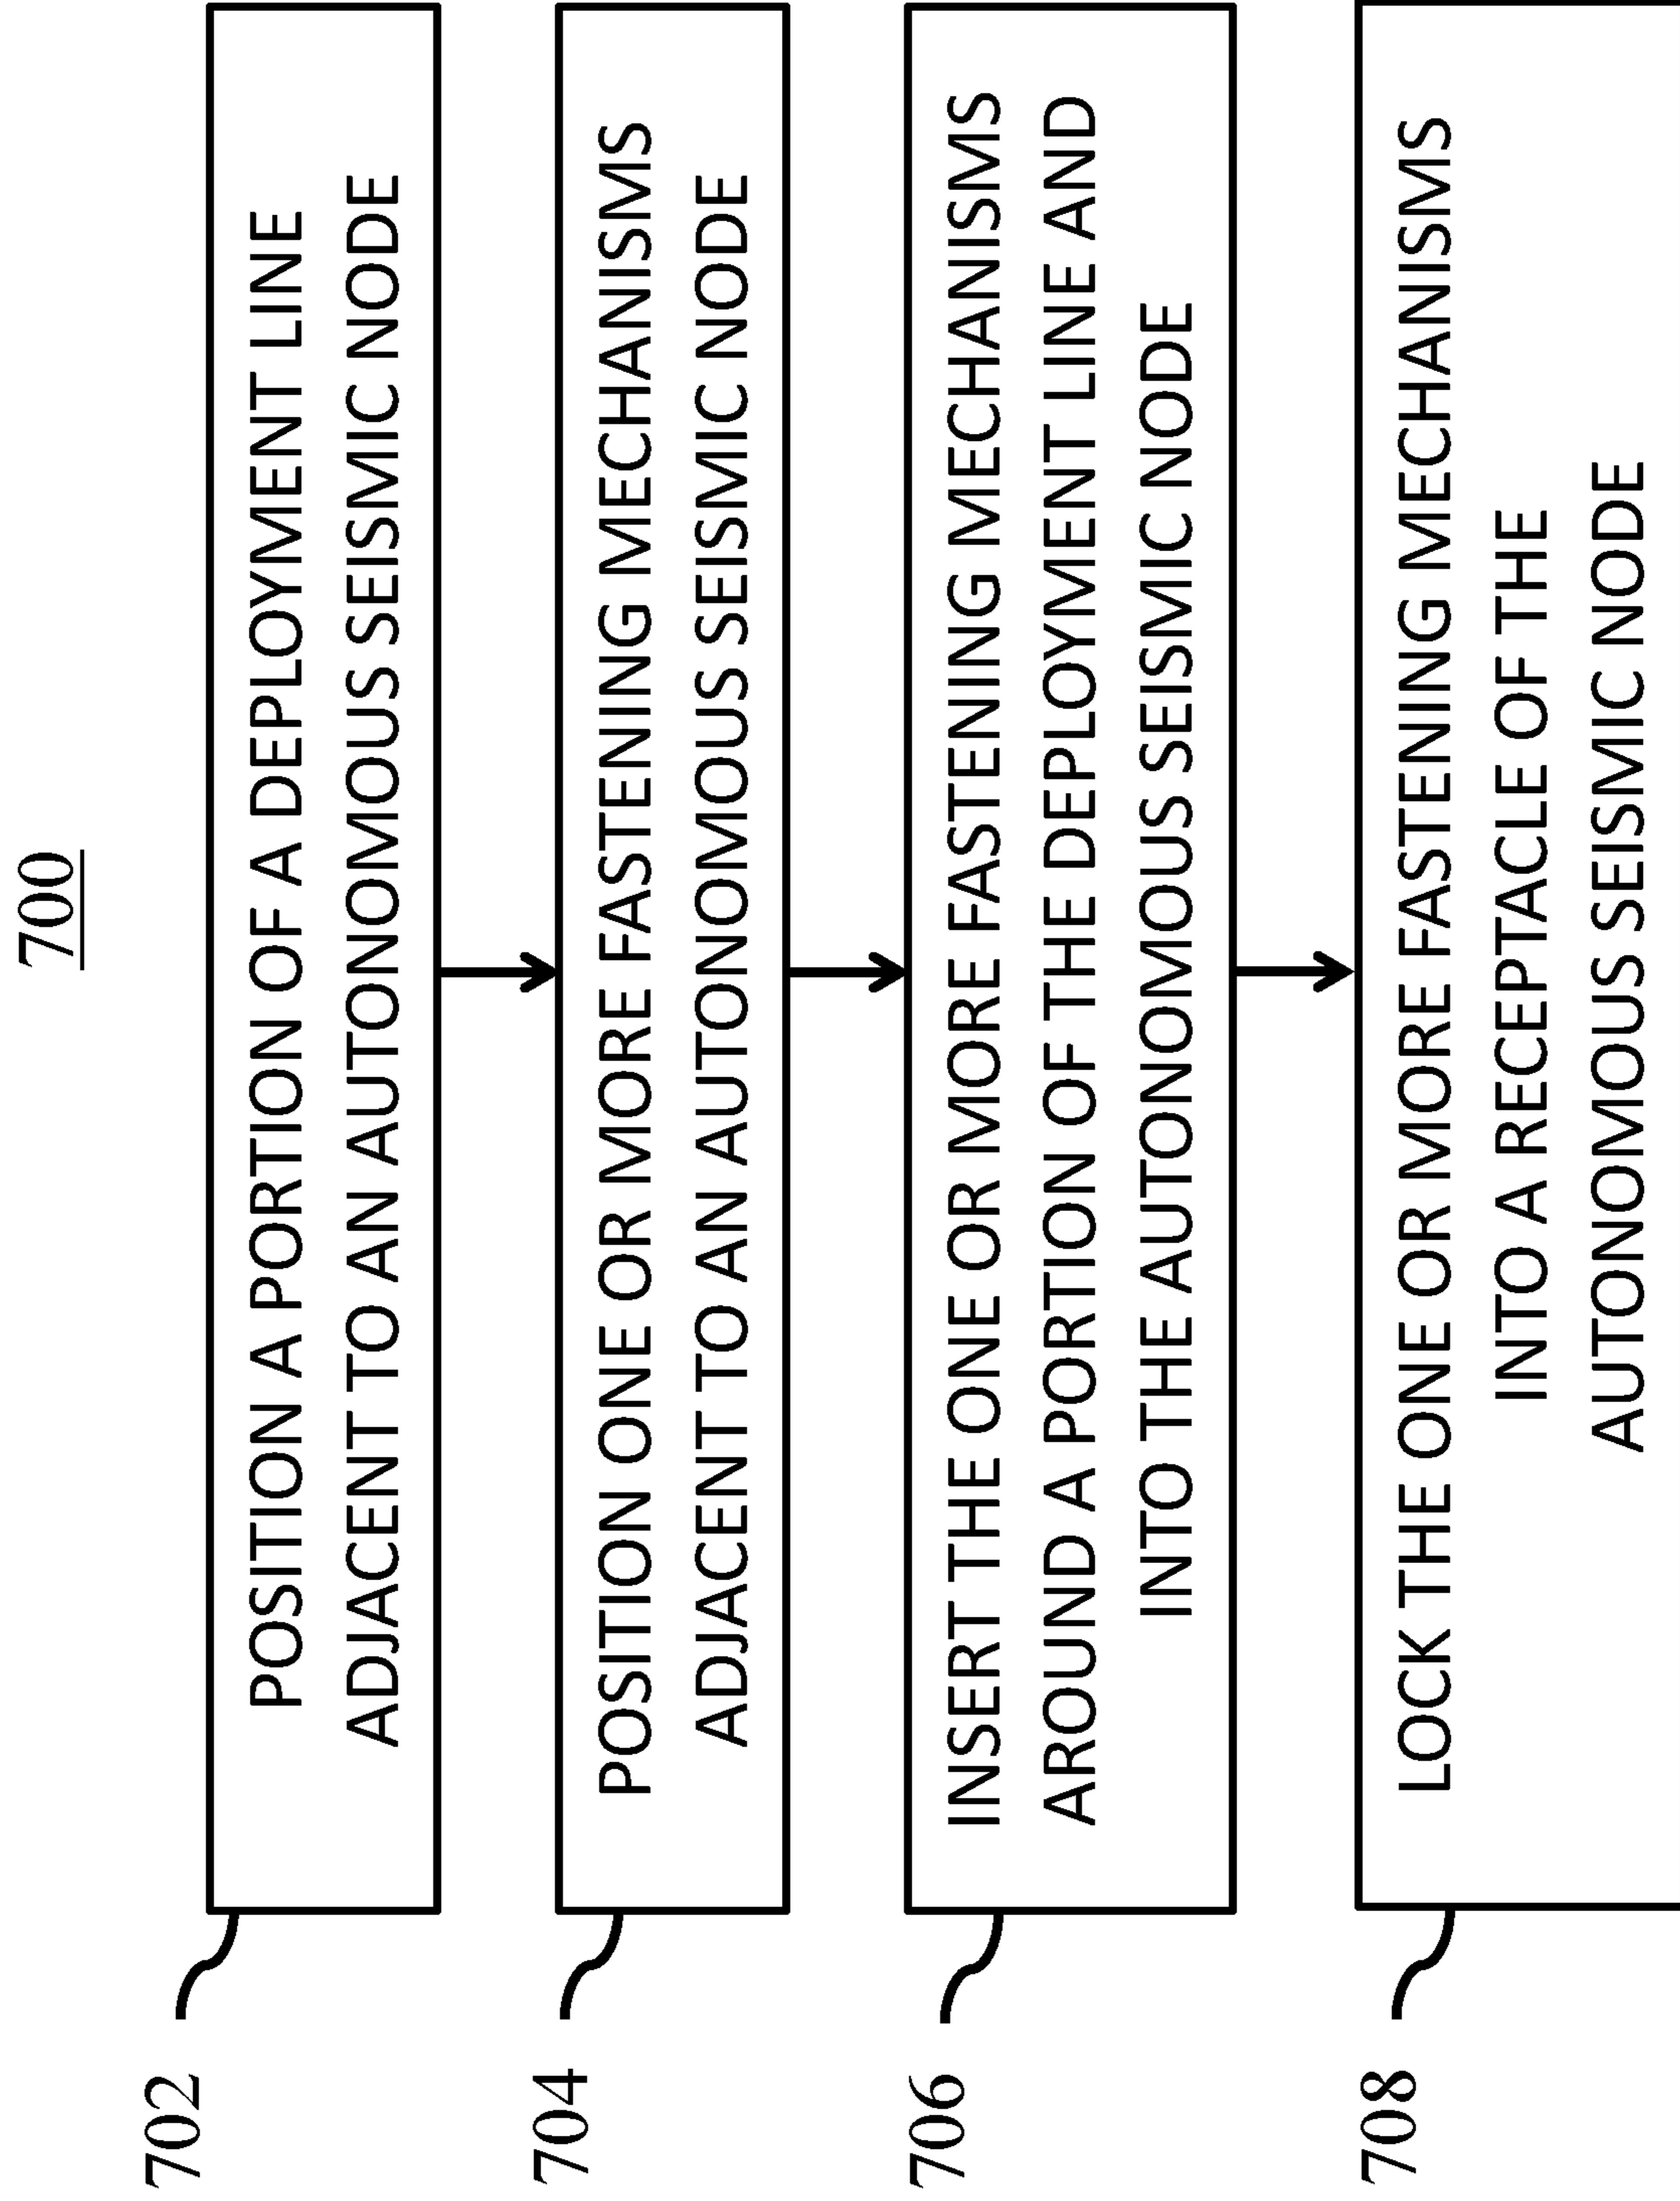 700
702
POSITION A PORTION OF A DEPLOYMENT LINE
ADJACENT TO AN AUTONOMOUS SEISMIC NODE
704
POSITION ONE OR MORE FASTENING MECHANISMS
ADJACENT TO AN AUTONOMOUS SEISMIC NODE
706
INSERT THE ONE OR MORE FASTENING MECHANISMS
AROUND A PORTION OF THE DEPLOYMENT LINE AND
INTO THE AUTONOMOUS SEISMIC NODE
708
LOCK THE ONE OR MORE FASTENING MECHANISMS
INTO A RECEPTACLE OF THE
AUTONOMOUS SEISMIC NODE